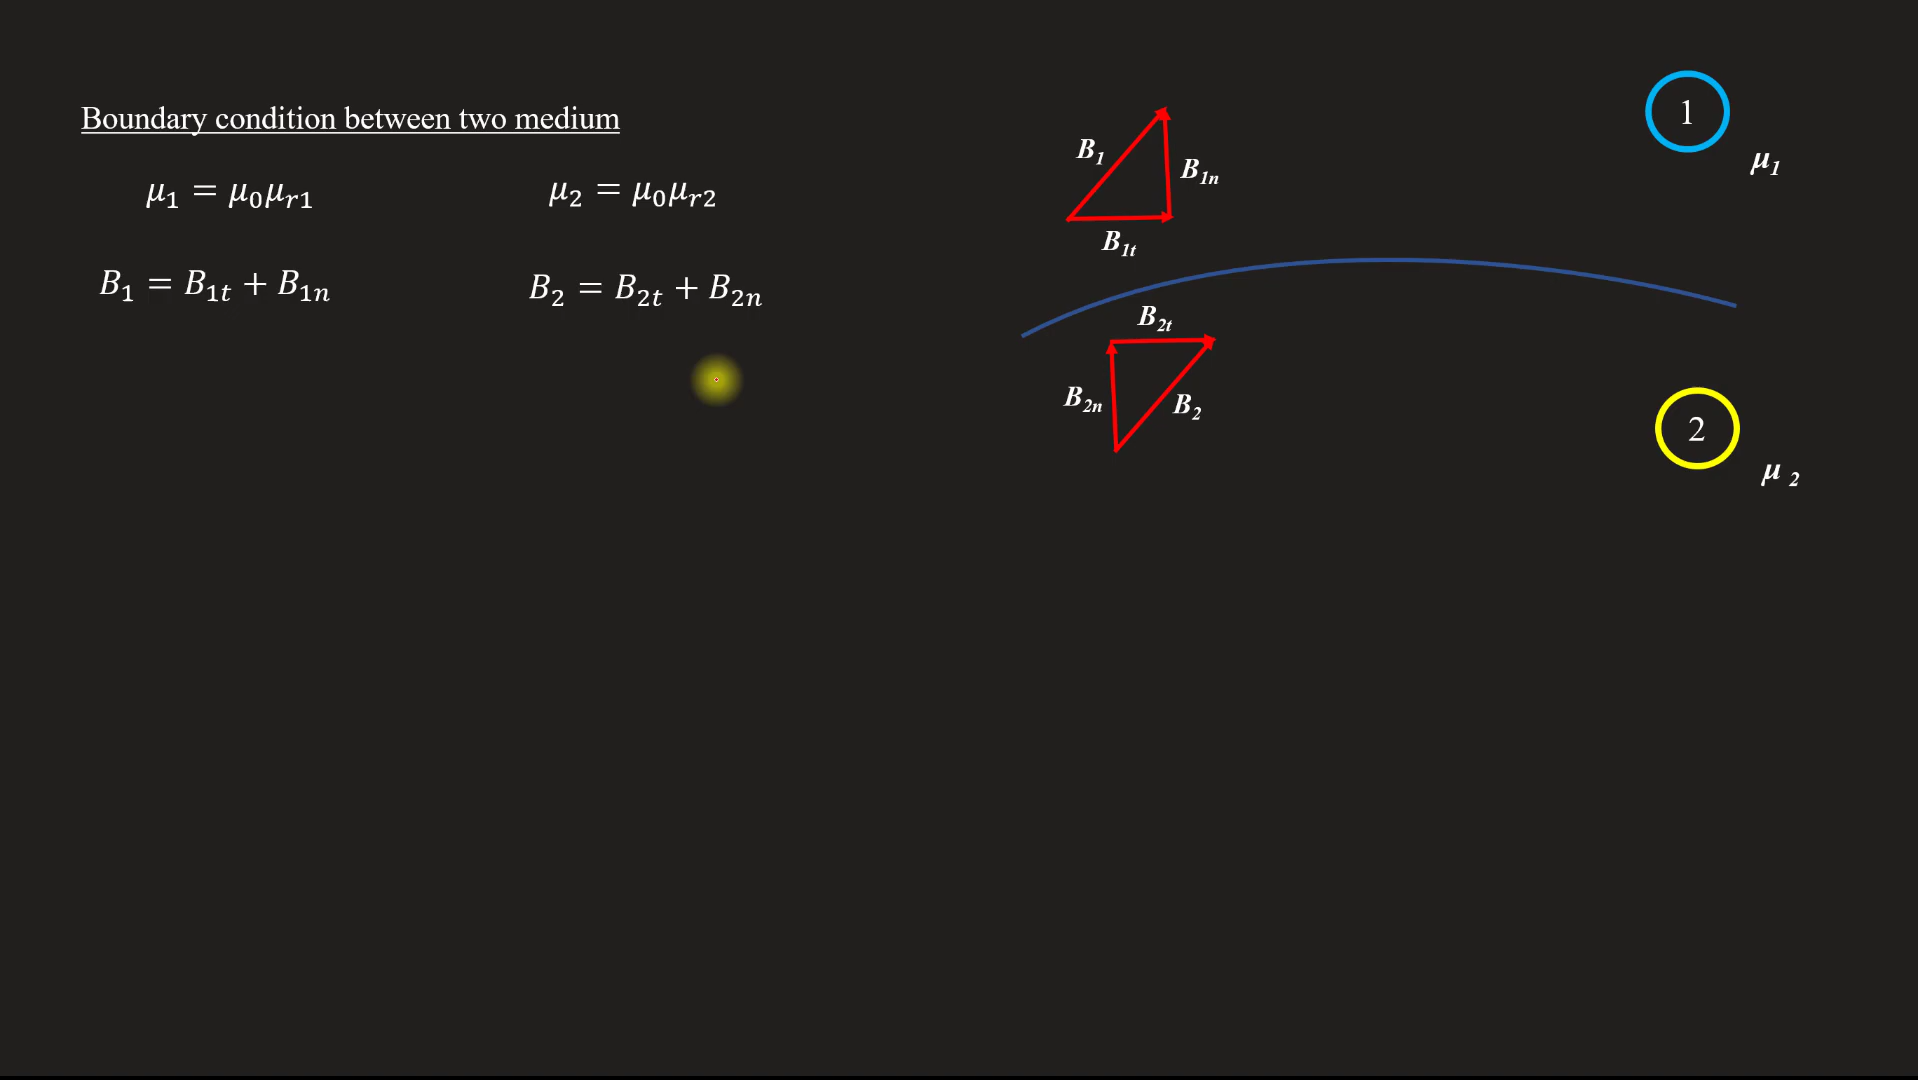 Boundary condition between two medium
μ₁ = μ₀μᵣ₁
μ₂ = μ₀μᵣ₂
B₁ = B₁ₜ + B₁ₙ
B₂ = B₂ₜ + B₂ₙ
B₁
B₁ₙ
B₁ₜ
1
μ₁
B₂ₜ
B₂ₙ
B₂
2
μ ₂